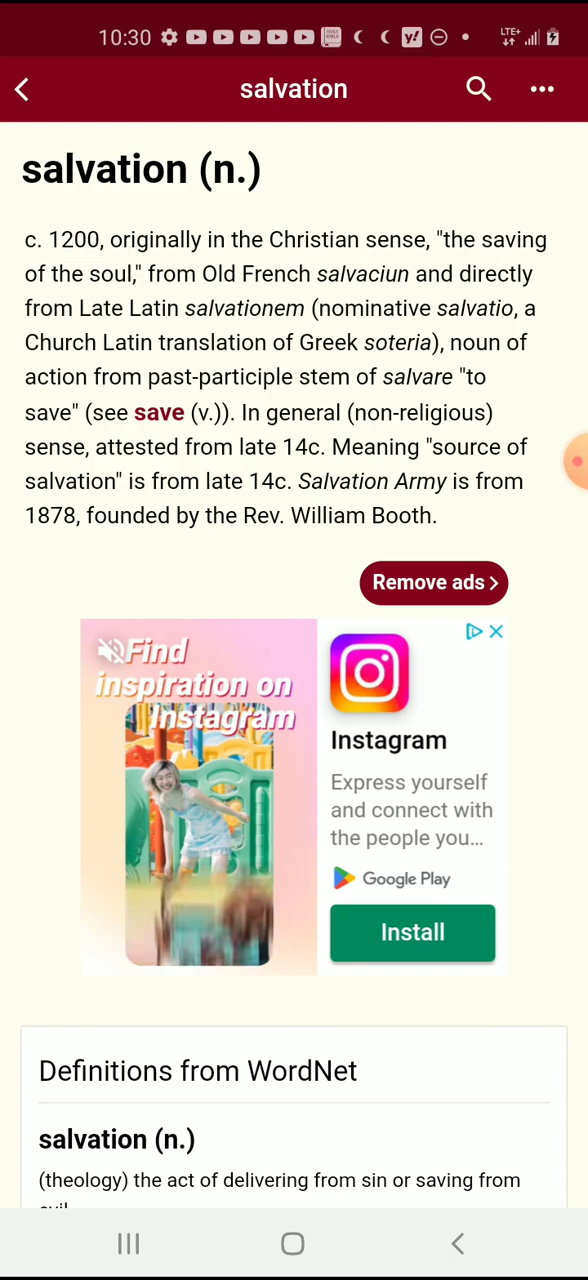 10:30
LTE+
salvation
salvation (n.)
c. 1200, originally in the Christian sense, "the saving
of the soul," from Old French salvaciun and directly
from Late Latin salvationem (nominative salvatio, a
Church Latin translation of Greek soteria), noun of
action from past-participle stem of salvare "to
save" (see save (v.)). In general (non-religious)
sense, attested from late 14c. Meaning "source of
salvation" is from late 14c. Salvation Army is from
1878, founded by the Rev. William Booth.
Remove ads
Find
inspiration on
Instagram
Instagram
Express yourself
and connect with
the people you...
Google Play
Install
Definitions from WordNet
salvation (n.)
(theology) the act of delivering from sin or saving from